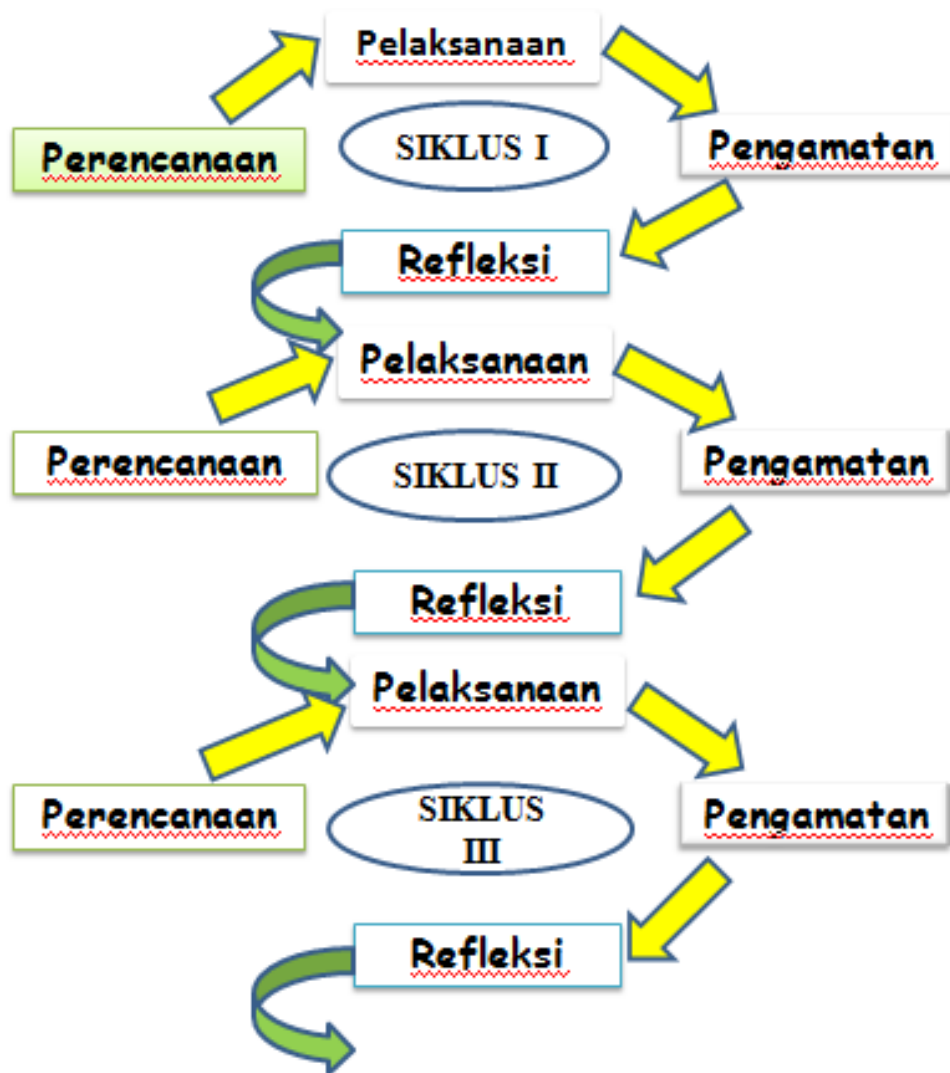 Pelaksanaan
Perencanaan
SIKLUS I
Pengamatan
Refleksi
Pelaksanaan
Perencanaan
SIKLUS II
Pengamatan
Refleksi
Pelaksanaan
Perencanaan
SIKLUS
III
Pengamatan
Refleksi